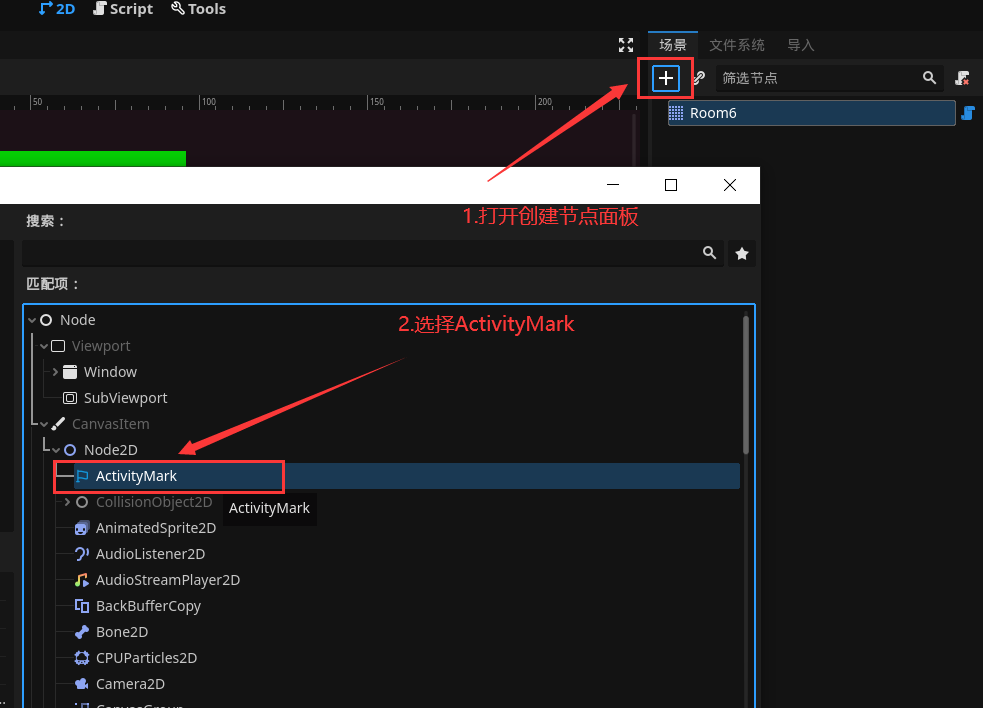 2D Script Tools
场景 文件系统 导入
筛选节点
50 100 150 200
Room6
1.打开创建节点面板
搜索：
匹配项：
Node
2.选择ActivityMark
Viewport
Window
SubViewport
CanvasItem
Node2D
ActivityMark
CollisionObject2D
ActivityMark
AnimatedSprite2D
AudioListener2D
AudioStreamPlayer2D
BackBufferCopy
Bone2D
CPUParticles2D
Camera2D
CanvasGroup